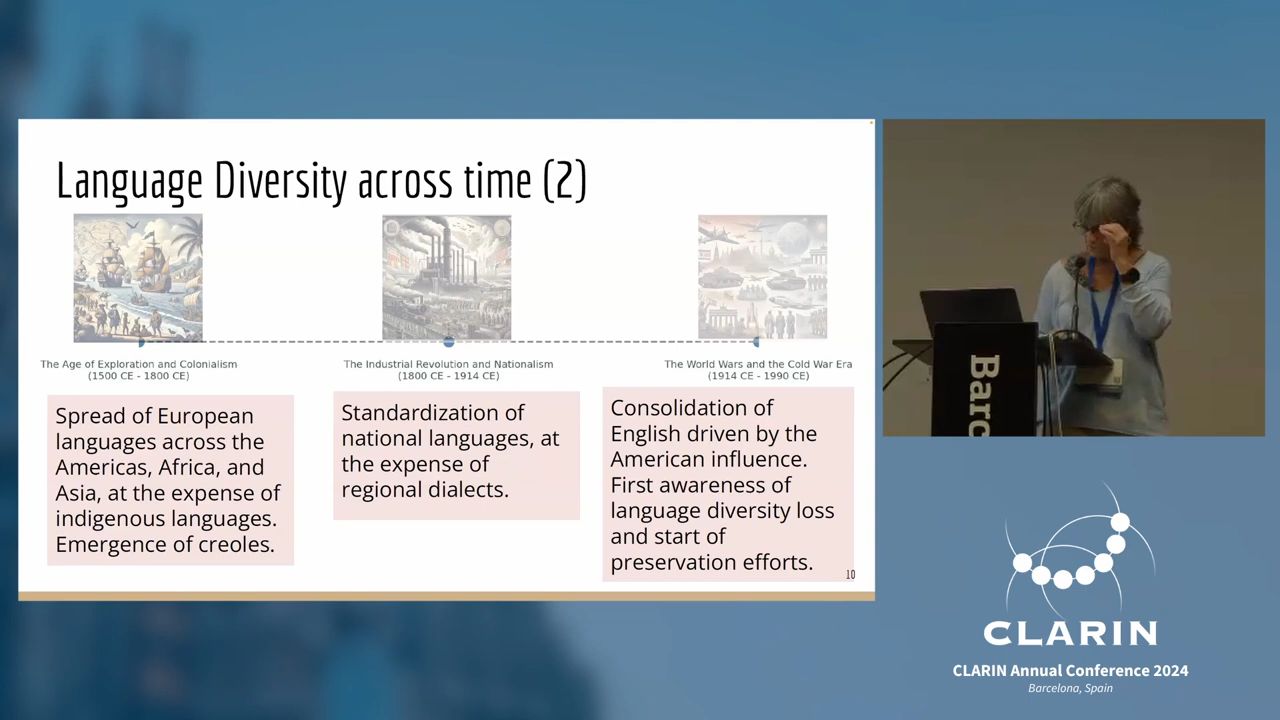 Language Diversity across time (2)
The Age of Exploration and Colonialism
(1500 CE - 1800 CE)
The Industrial Revolution and Nationalism
(1800 CE - 1914 CE)
The World Wars and the Cold War Era
(1914 CE - 1990 CE)
Spread of European
languages across the
Americas, Africa, and
Asia, at the expense of
indigenous languages.
Emergence of creoles.
Standardization of
national languages, at
the expense of
regional dialects.
Consolidation of
English driven by the
American influence.
First awareness of
language diversity loss
and start of
preservation efforts.
10
Barc
CLARIN
CLARIN Annual Conference 2024
Barcelona, Spain